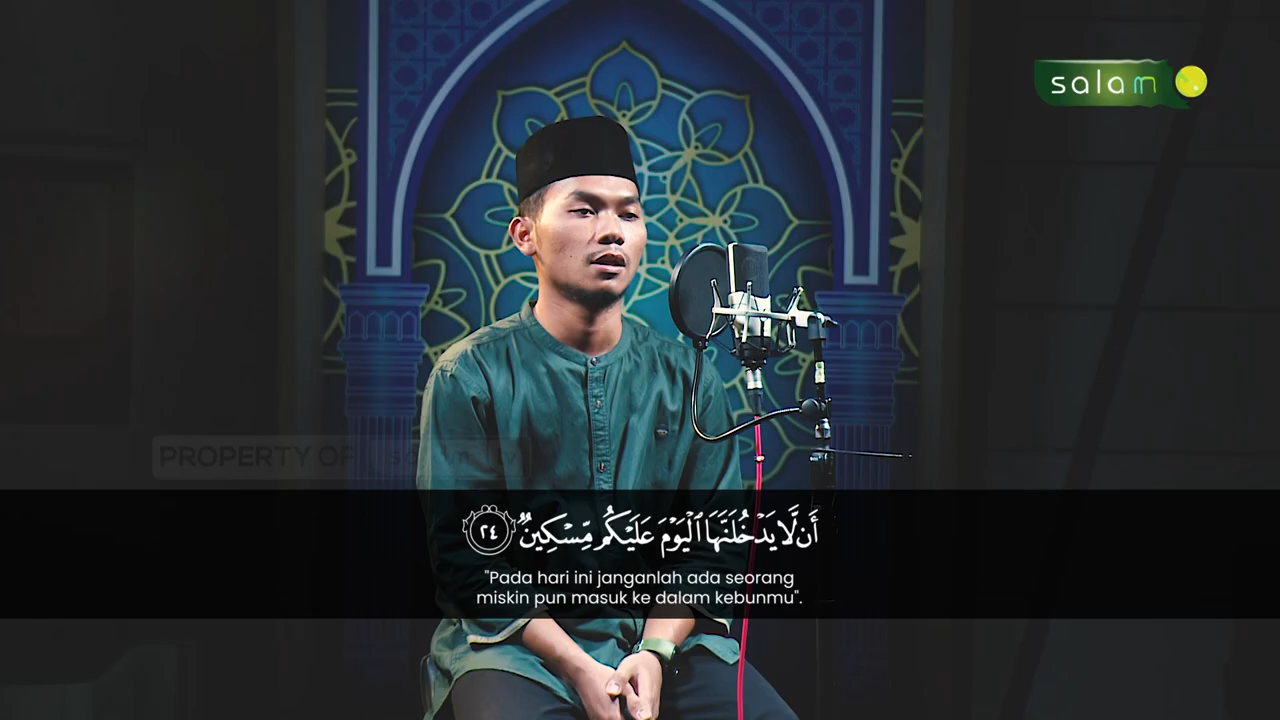 salam
PROPERTY OF
أَن لَّا يَدْخُلَنَّهَا ٱلْيَوْمَ عَلَيْكُم مِّسْكِينٌ ٢٤
"Pada hari ini janganlah ada seorang
miskin pun masuk ke dalam kebunmu".